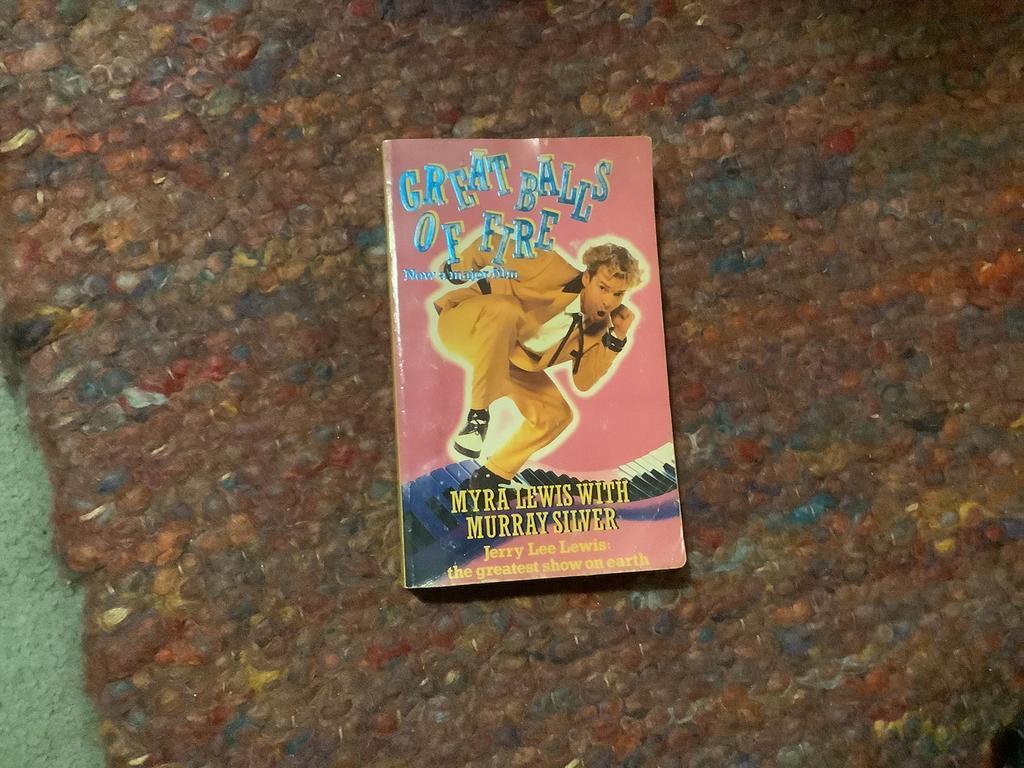 GREAT BALLS
OF FIRE
Now a major film
MYRA LEWIS WITH
MURRAY SILVER
Jerry Lee Lewis:
the greatest show on earth